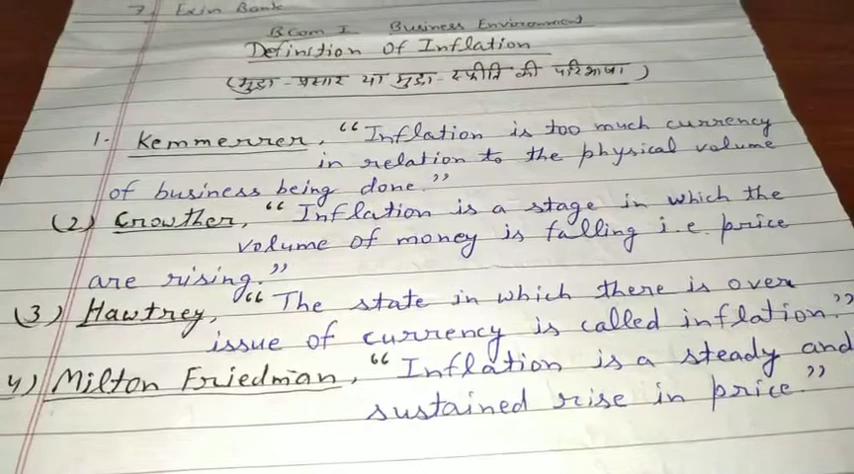 7. Exim Bank
BCom I Business Environment
Definition Of Inflation
(मुद्रा-प्रसार या मुद्रा-स्फीति की परिभाषा)
1. Kemmerrer, “Inflation is too much currency
in relation to the physical volume
of business being done.”
(2) Crowther, “Inflation is a stage in which the
volume of money is falling i.e. price
are rising.”
(3) Hawtrey, “The state in which there is over
issue of currency is called inflation.”
4) Milton Friedman, “Inflation is a steady and
sustained rise in price.”